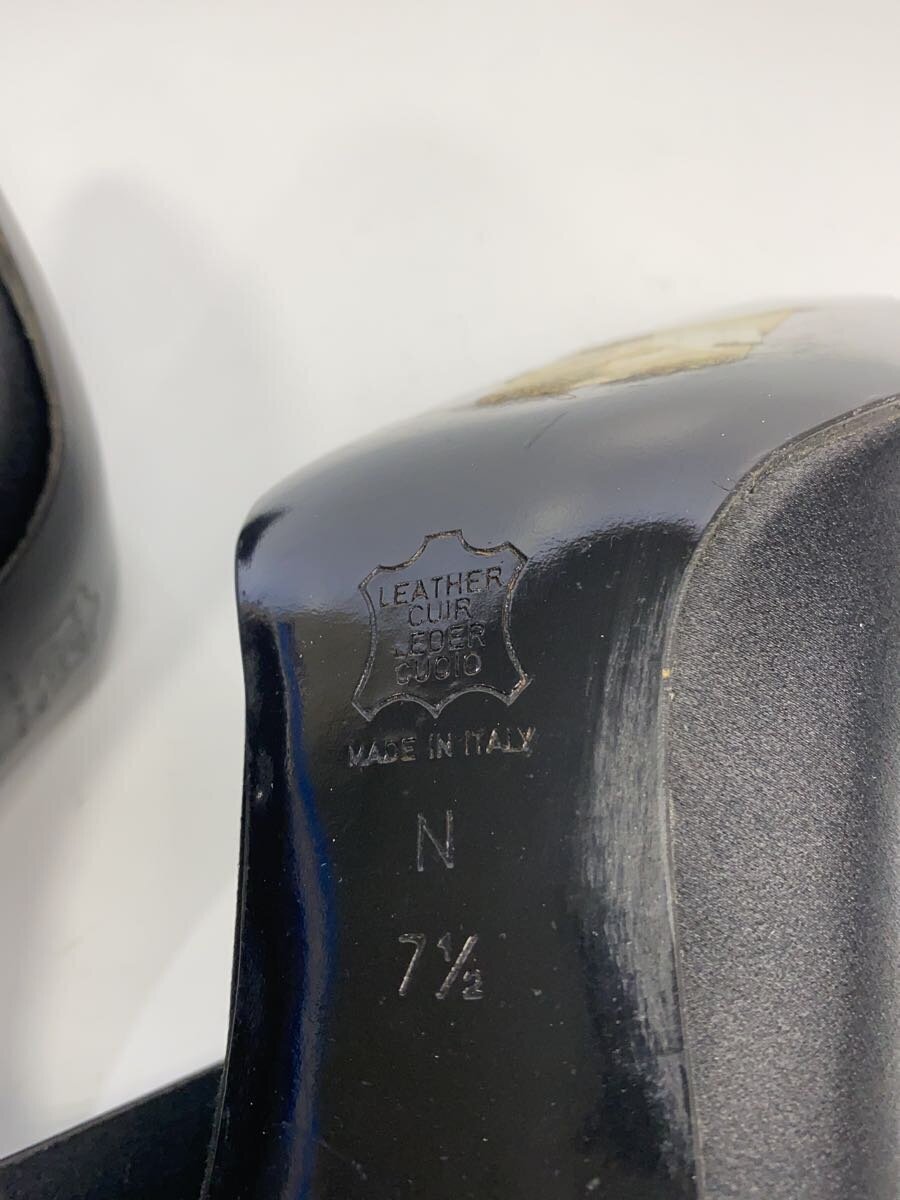 LEATHER
CUIR
LEDER
CUOIO
MADE IN ITALY
N
7½